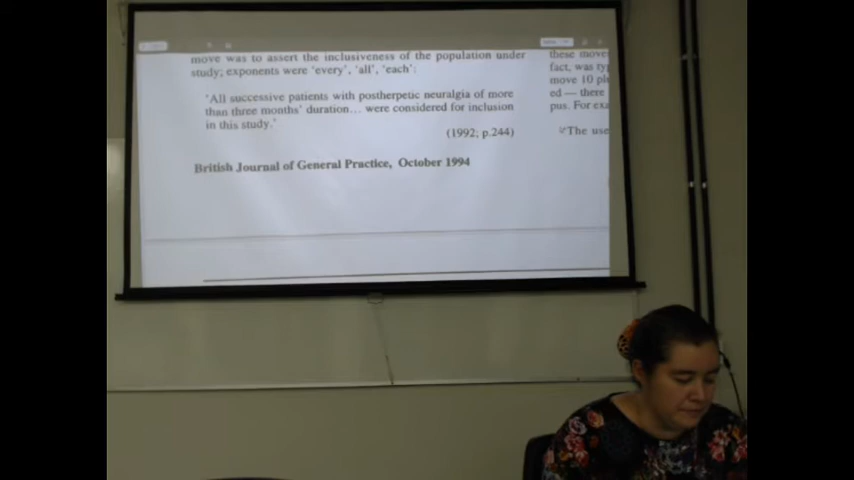 move was to assert the inclusiveness of the population under
study; exponents were 'every', 'all', 'each':
'All successive patients with postherpetic neuralgia of more
than three months' duration... were considered for inclusion
in this study.'
(1992; p.244)
British Journal of General Practice, October 1994
these move
fact, was typ
move 10 pl
ed — there
pus. For exa
The use